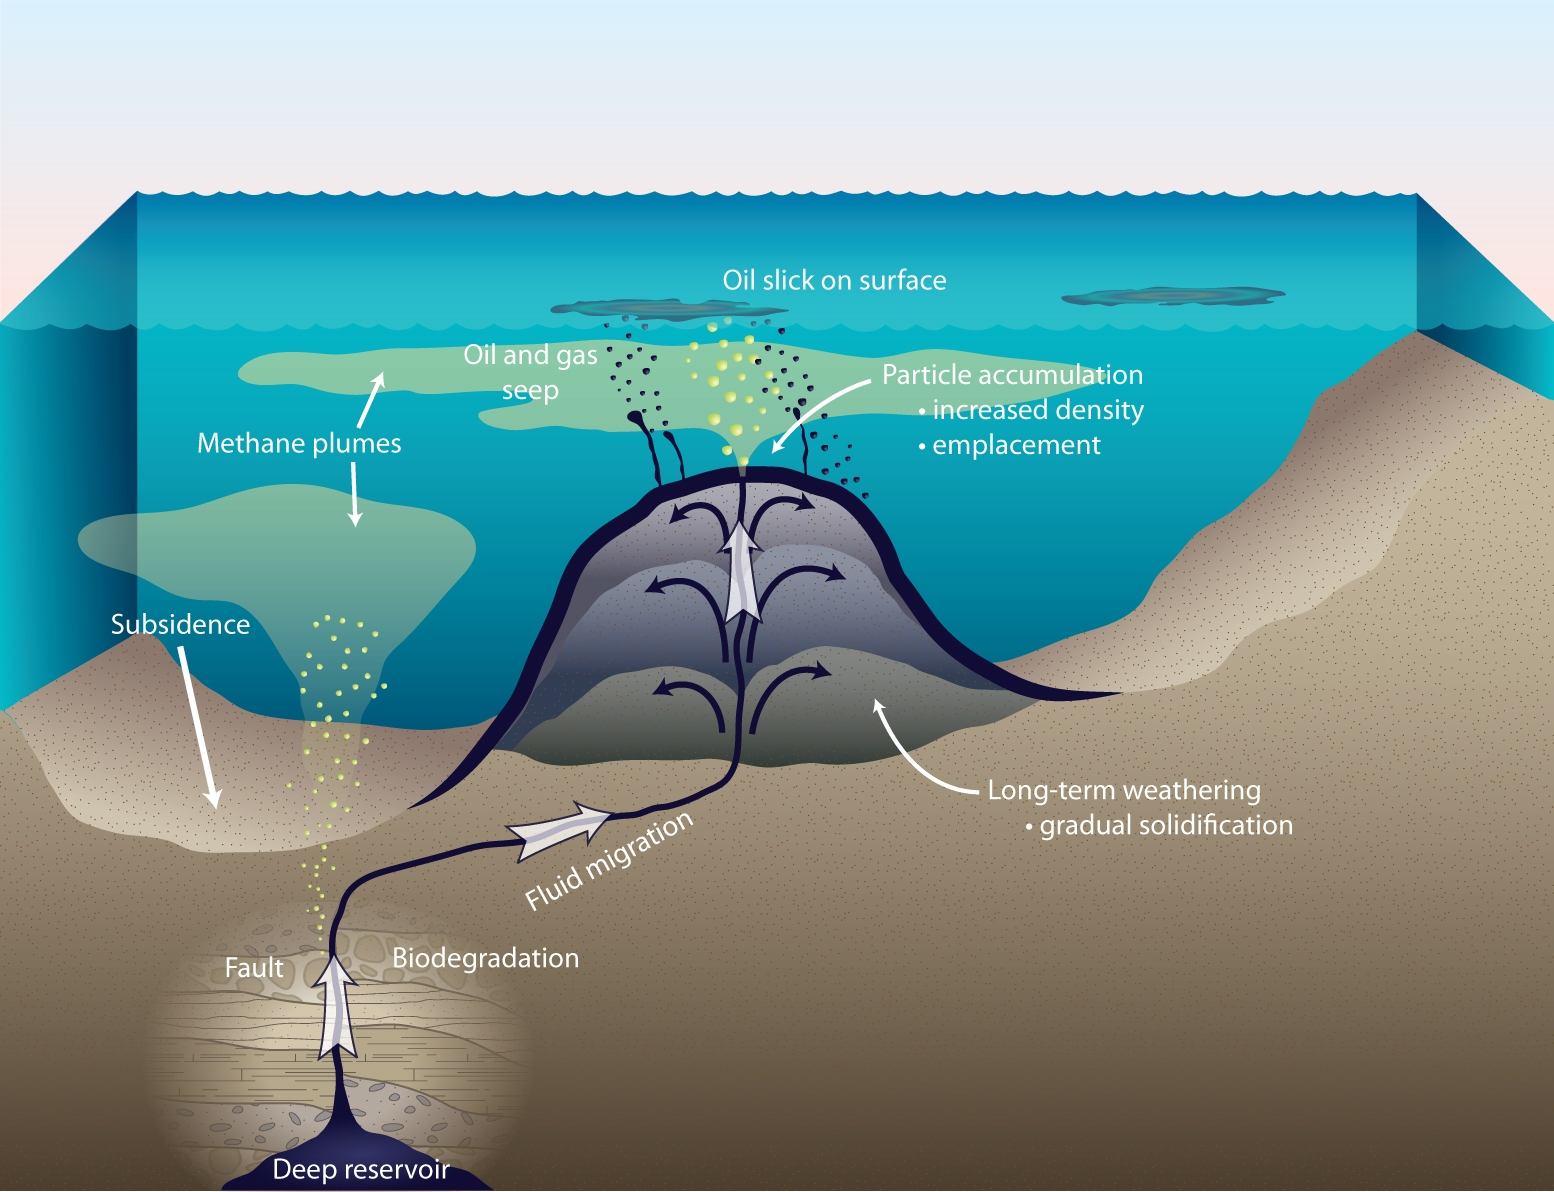 Oil slick on surface
Oil and gas
seep
Particle accumulation
• increased density
• emplacement
Methane plumes
Subsidence
Long-term weathering
• gradual solidification
Fluid migration
Fault
Biodegradation
Deep reservoir